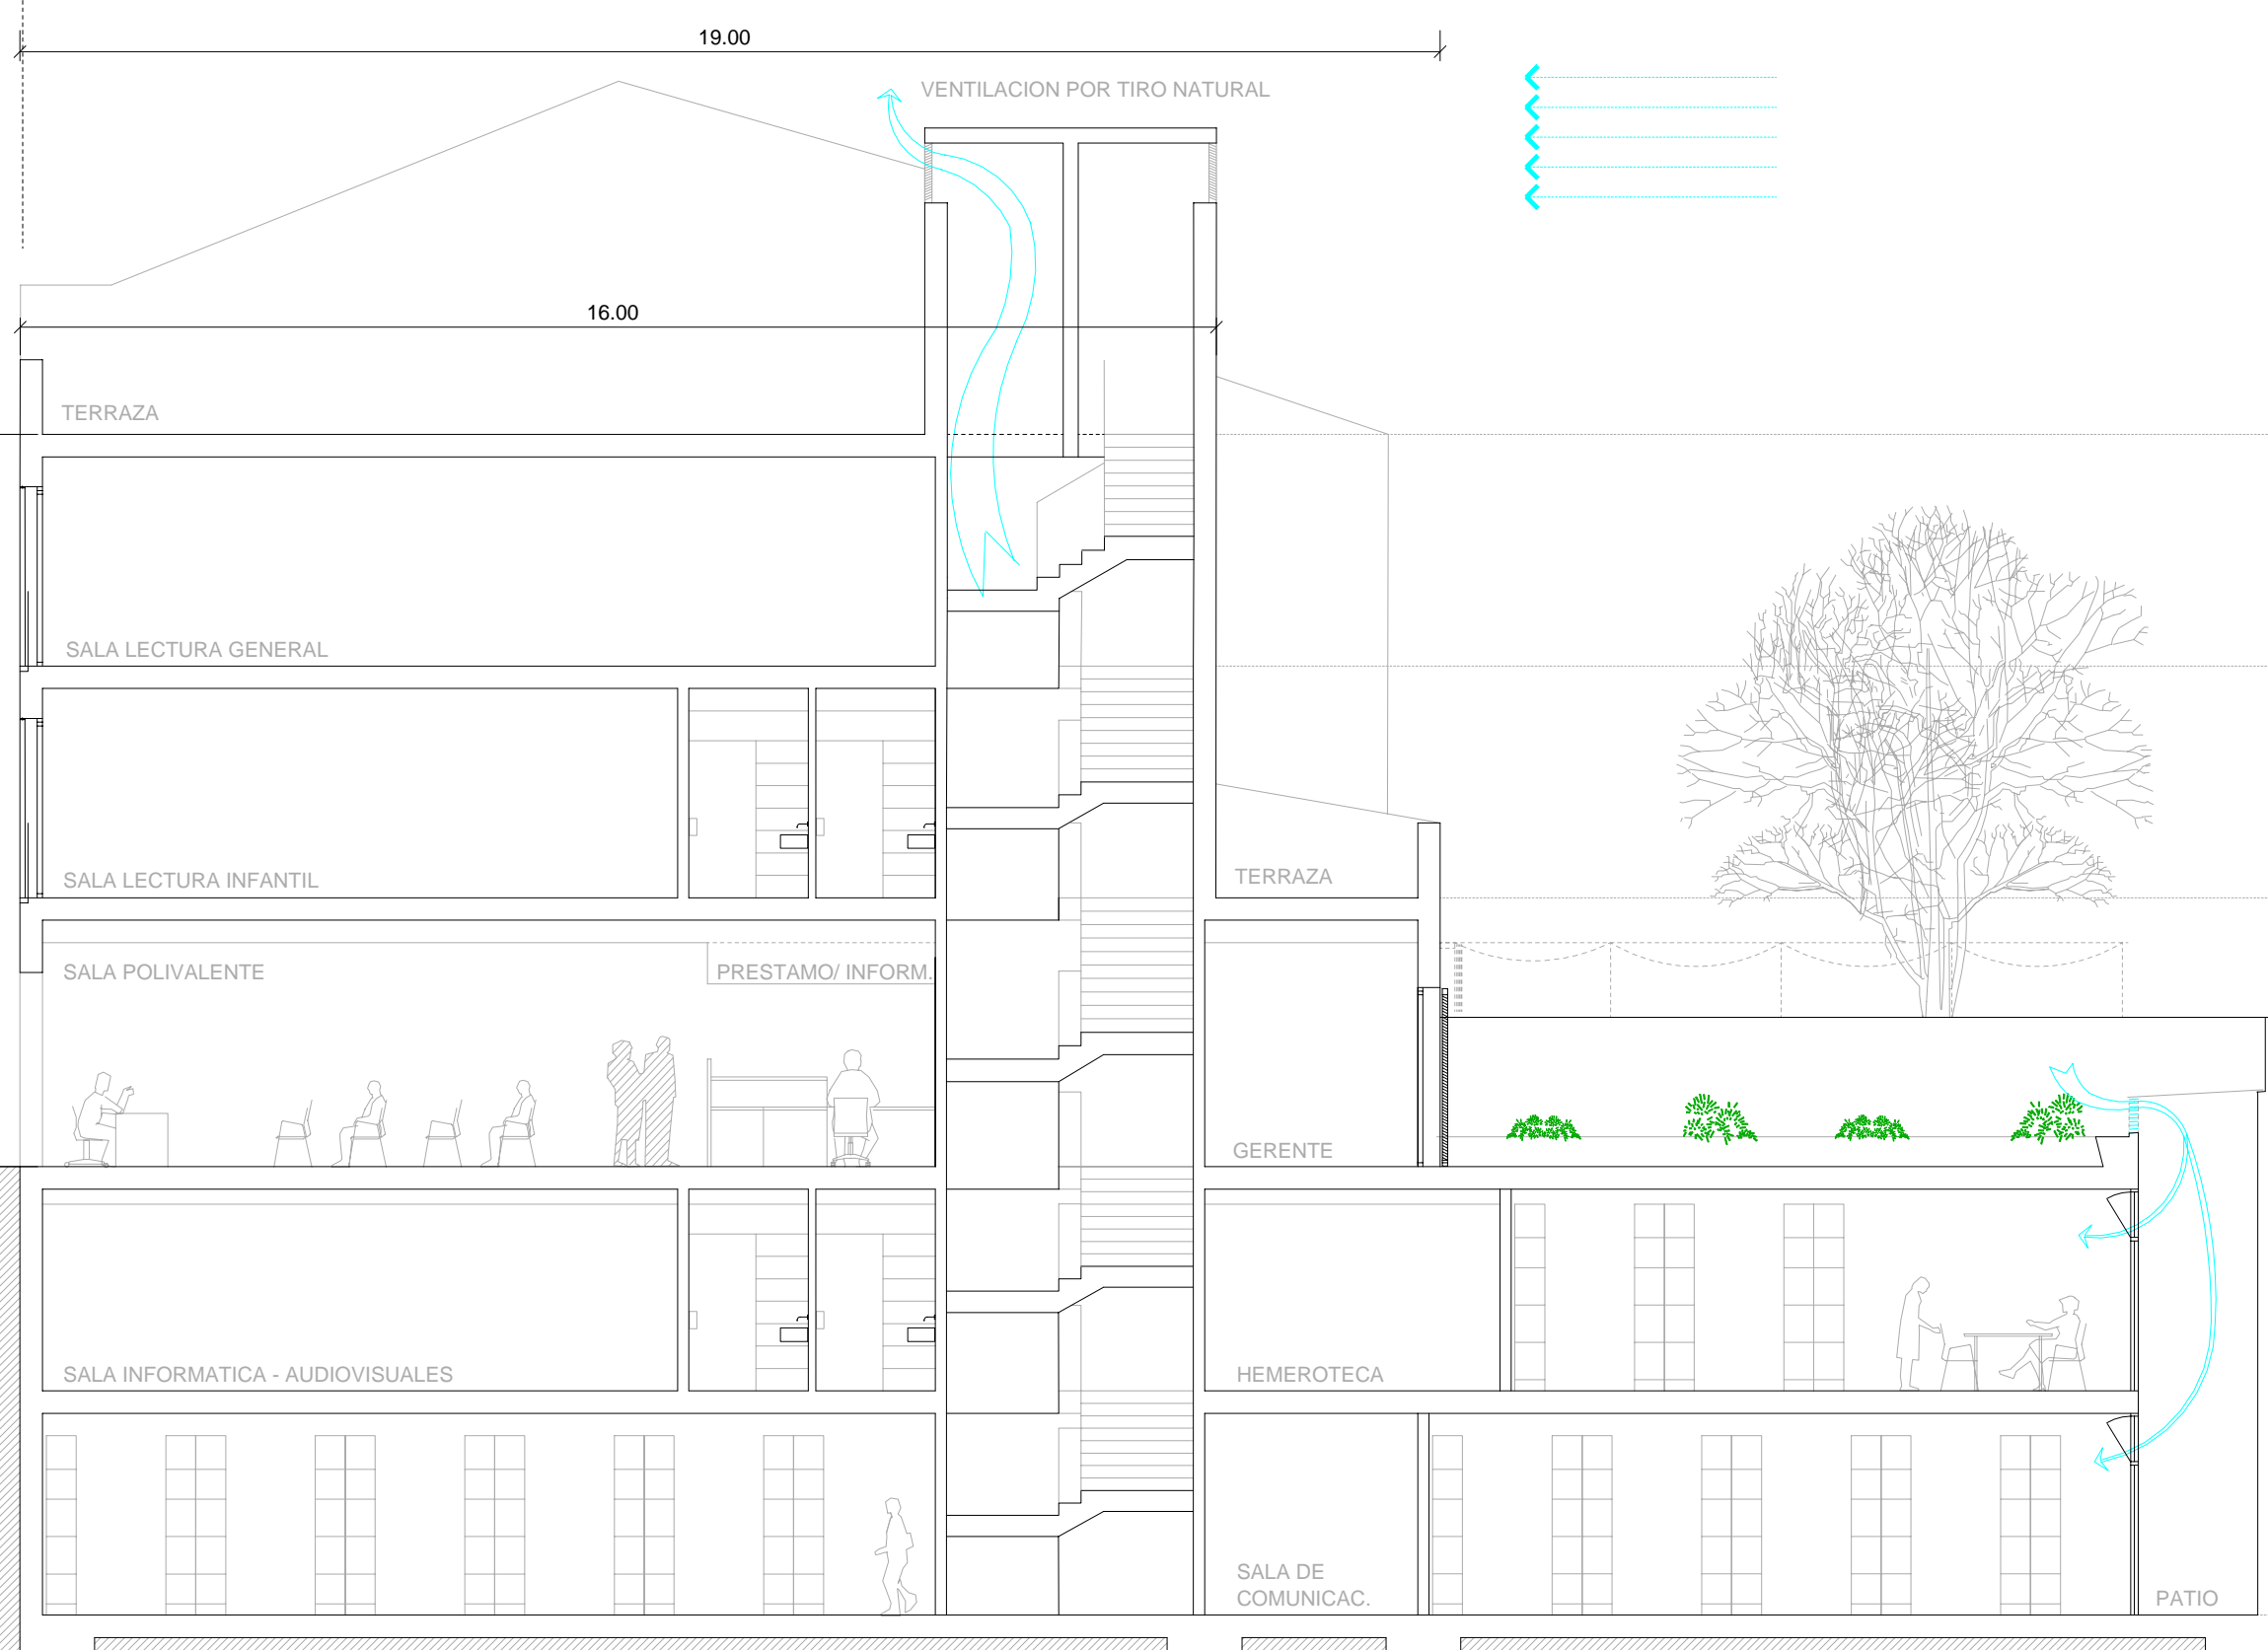 19.00
VENTILACION POR TIRO NATURAL
16.00
TERRAZA
SALA LECTURA GENERAL
SALA LECTURA INFANTIL
TERRAZA
SALA POLIVALENTE
PRESTAMO/ INFORM.
GERENTE
SALA INFORMATICA - AUDIOVISUALES
HEMEROTECA
SALA DE
COMUNICAC.
PATIO